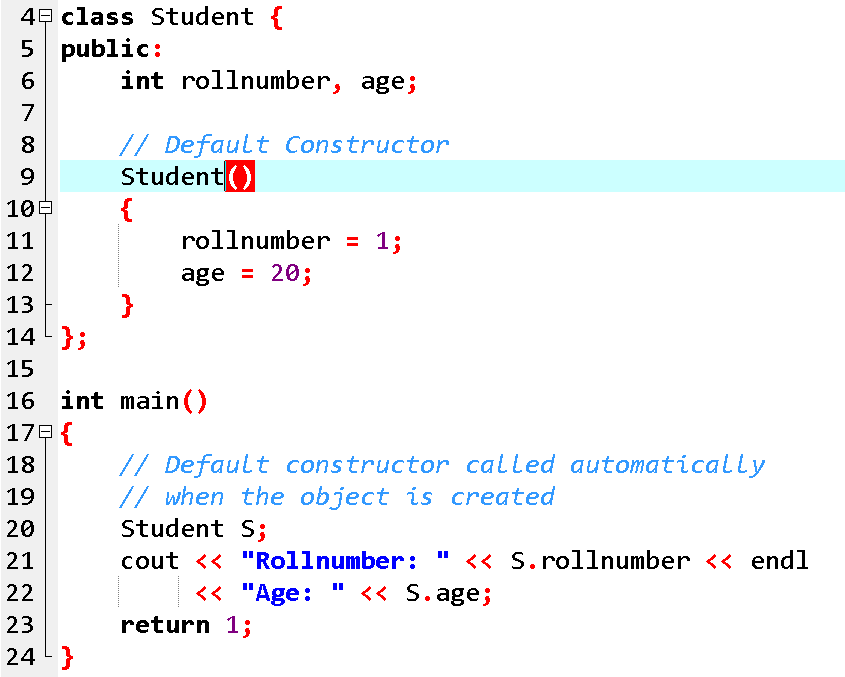 4 class Student {
5 public:
6     int rollnumber, age;
7
8     // Default Constructor
9     Student()
10     {
11         rollnumber = 1;
12         age = 20;
13     }
14 };
15
16 int main()
17 {
18     // Default constructor called automatically
19     // when the object is created
20     Student S;
21     cout << "Rollnumber: " << S.rollnumber << endl
22          << "Age: " << S.age;
23     return 1;
24 }